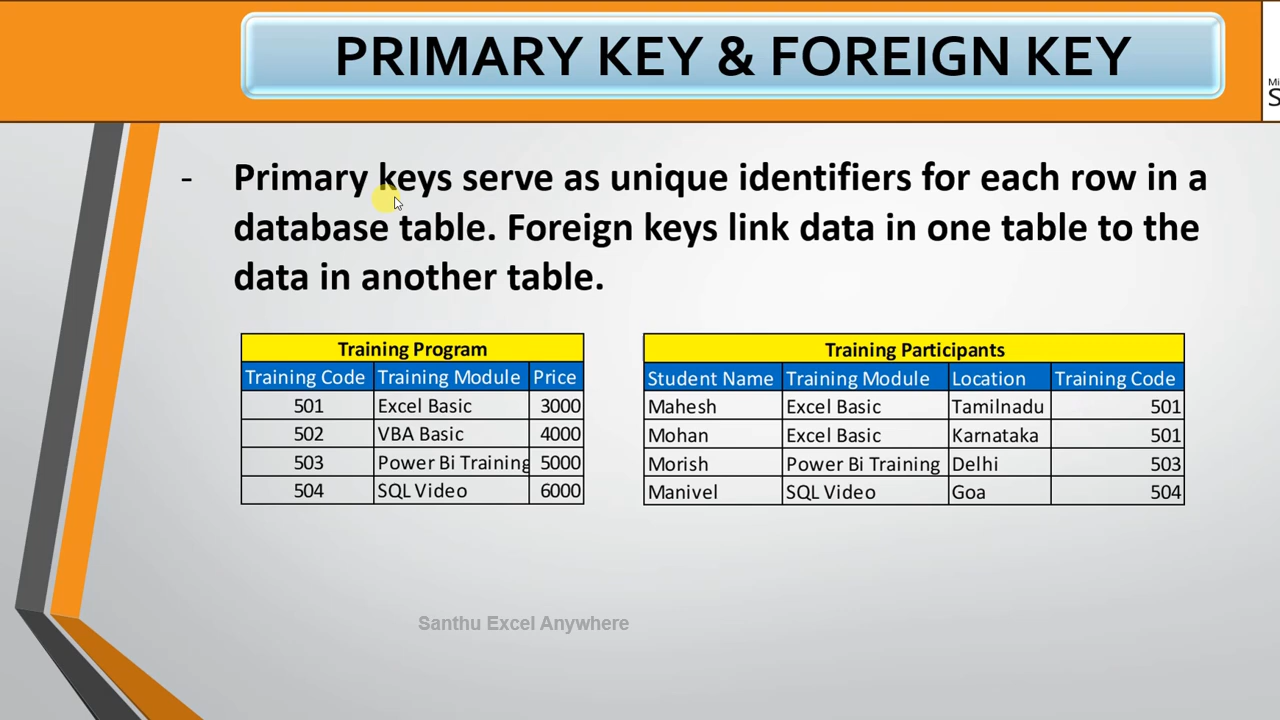 PRIMARY KEY & FOREIGN KEY
Mi
S
- Primary keys serve as unique identifiers for each row in a
database table. Foreign keys link data in one table to the
data in another table.
Training Program
Training Code Training Module Price
501 Excel Basic 3000
502 VBA Basic 4000
503 Power Bi Training 5000
504 SQL Video 6000
Training Participants
Student Name Training Module Location Training Code
Mahesh Excel Basic Tamilnadu 501
Mohan Excel Basic Karnataka 501
Morish Power Bi Training Delhi 503
Manivel SQL Video Goa 504
Santhu Excel Anywhere